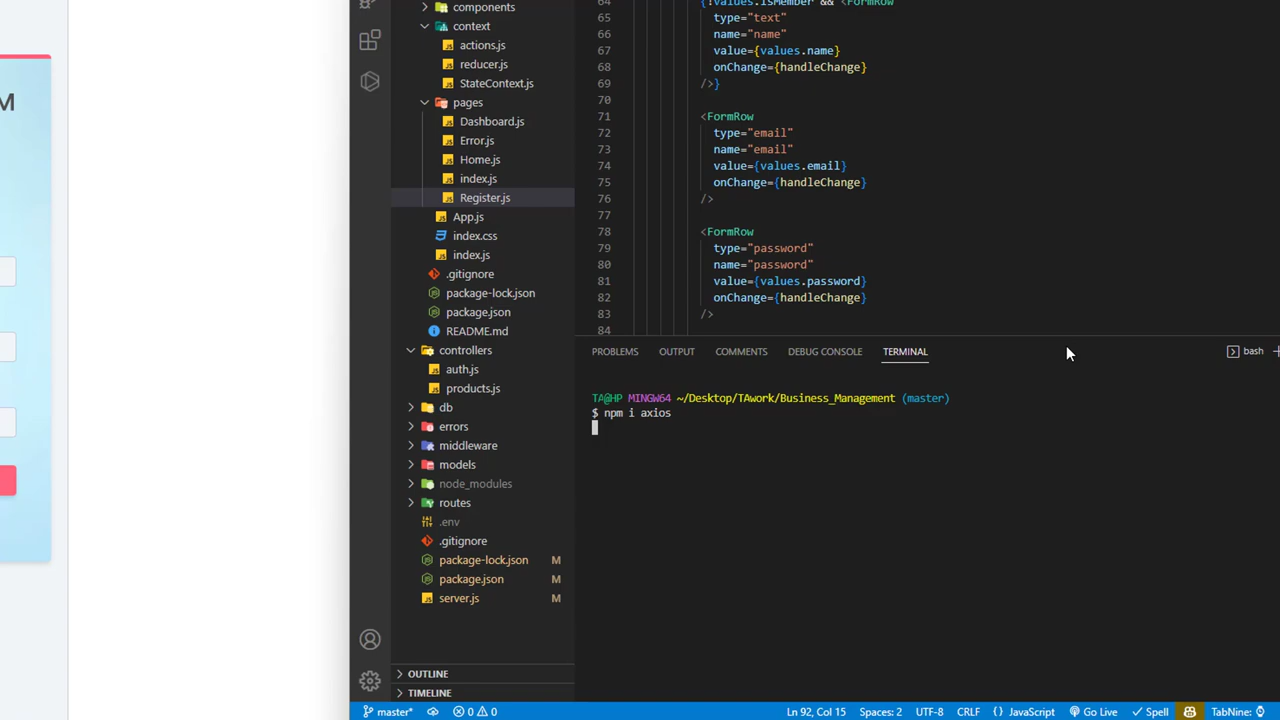 M
components
context
actions.js
reducer.js
StateContext.js
pages
Dashboard.js
Error.js
Home.js
index.js
Register.js
App.js
index.css
index.js
.gitignore
package-lock.json
package.json
README.md
controllers
auth.js
products.js
db
errors
middleware
models
node_modules
routes
.env
.gitignore
package-lock.json M
package.json M
server.js M
OUTLINE
TIMELINE
64 {!values.isMember && <FormRow
65 type="text"
66 name="name"
67 value={values.name}
68 onChange={handleChange}
69 />}
70
71 <FormRow
72 type="email"
73 name="email"
74 value={values.email}
75 onChange={handleChange}
76 />
77
78 <FormRow
79 type="password"
80 name="password"
81 value={values.password}
82 onChange={handleChange}
83 />
84
PROBLEMS OUTPUT COMMENTS DEBUG CONSOLE TERMINAL bash
TA@HP MINGW64 ~/Desktop/TAwork/Business_Management (master)
$ npm i axios
master* 0 0 Ln 92, Col 15 Spaces: 2 UTF-8 CRLF {} JavaScript Go Live Spell TabNine: